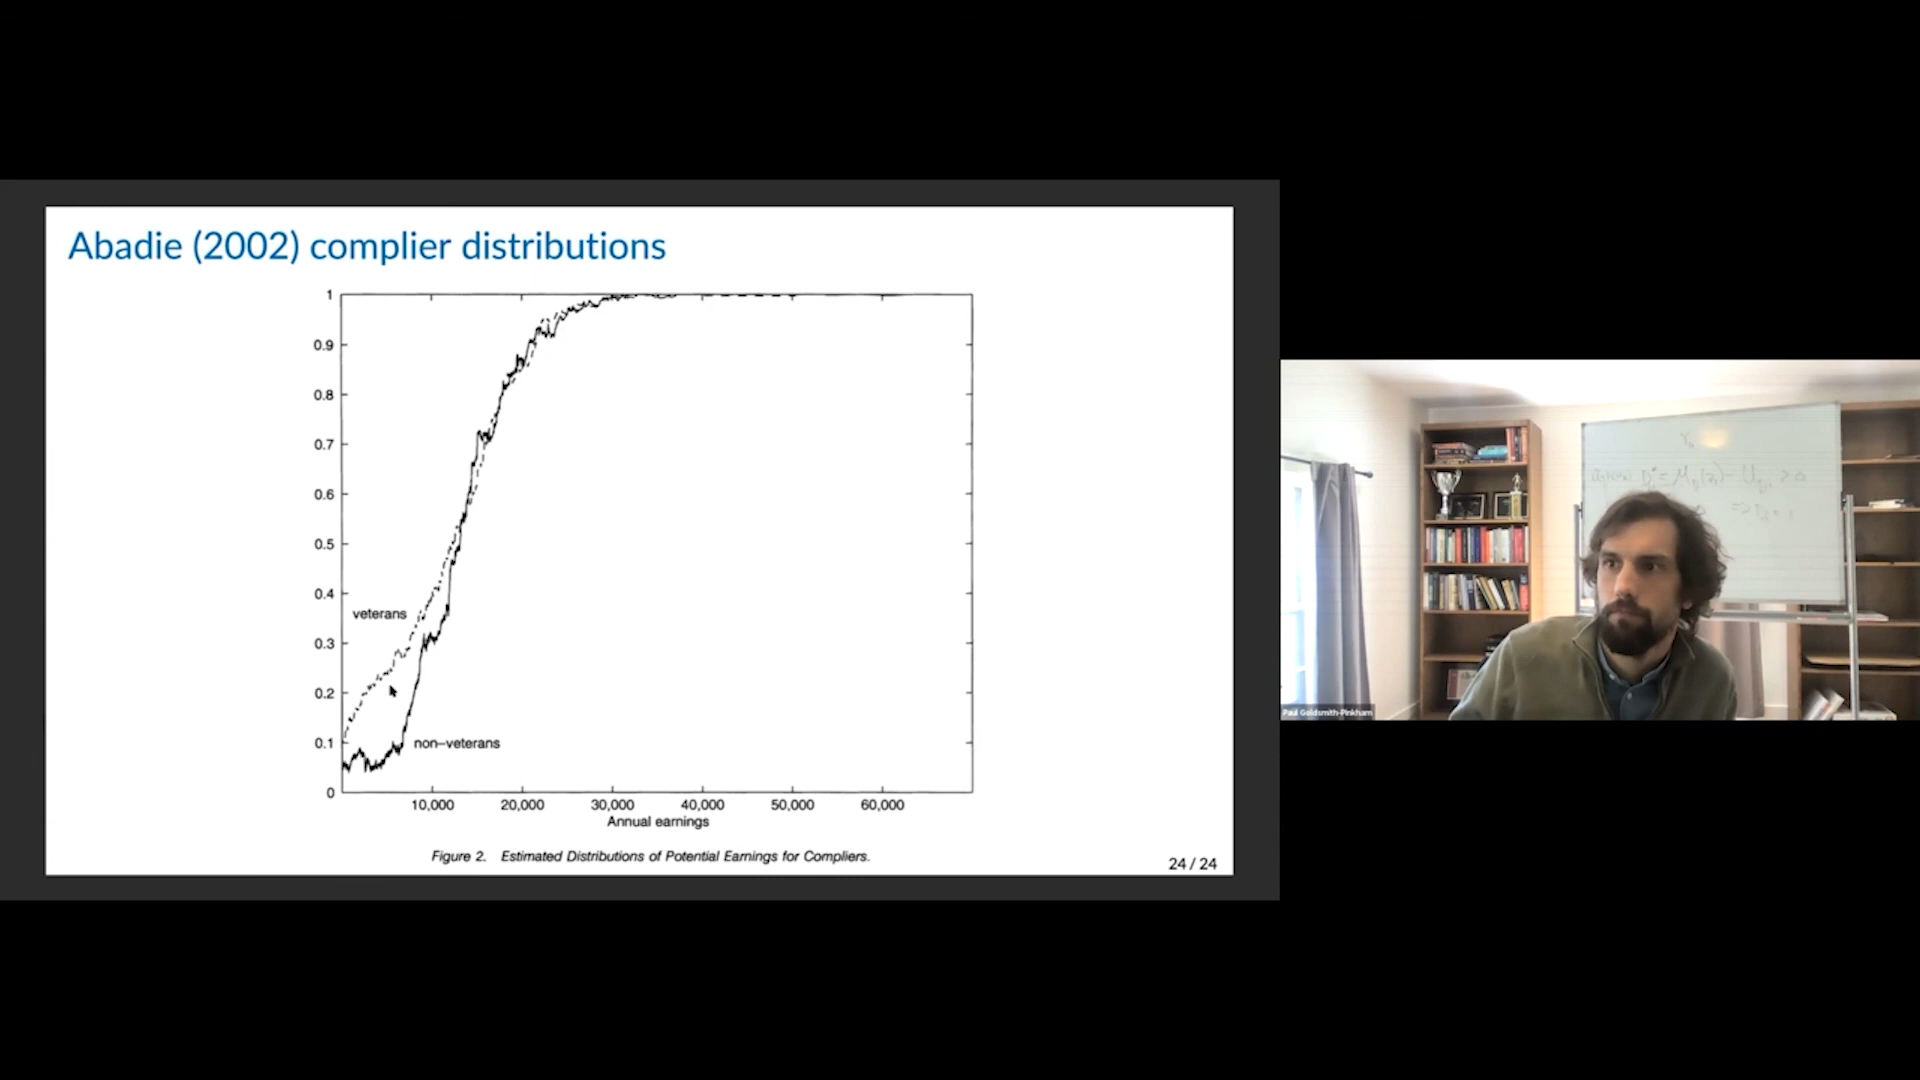 Abadie (2002) complier distributions
1
0.9
0.8
0.7
0.6
0.5
0.4
0.3
0.2
0.1
0
veterans
non–veterans
10,000 20,000 30,000 40,000 50,000 60,000
Annual earnings
Figure 2. Estimated Distributions of Potential Earnings for Compliers.
24 / 24
Paul Goldsmith-Pinkham